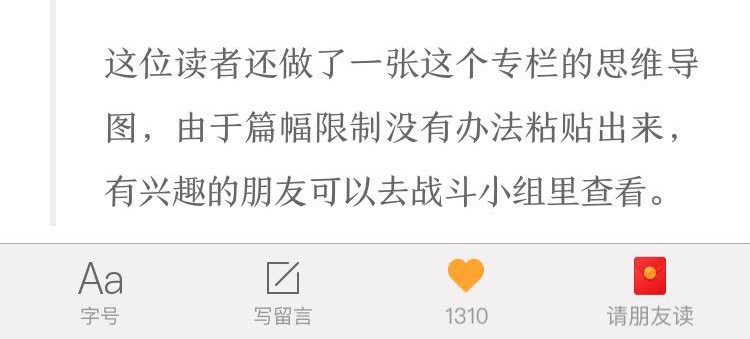 这位读者还做了一张这个专栏的思维导
图，由于篇幅限制没有办法粘贴出来，
有兴趣的朋友可以去战斗小组里查看。
Aa
字号
写留言
1310
请朋友读